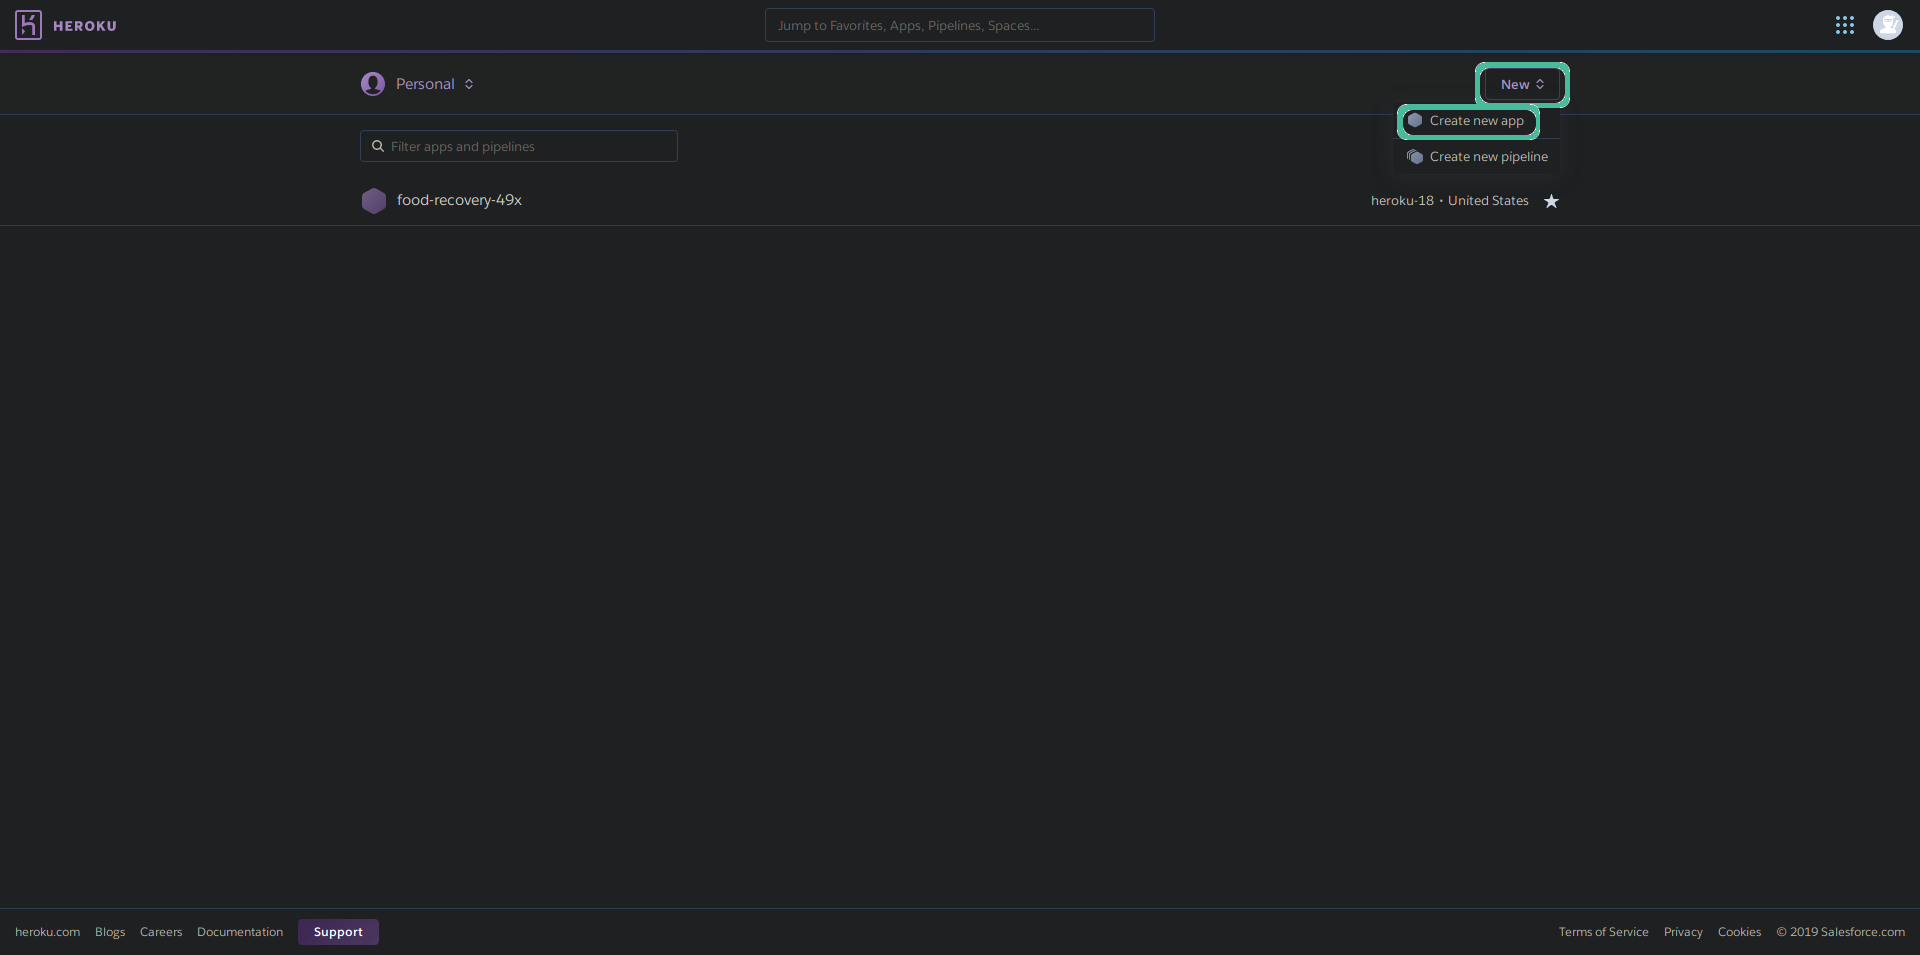 HEROKU
Jump to Favorites, Apps, Pipelines, Spaces...
Personal
New
Create new app
Create new pipeline
Filter apps and pipelines
food-recovery-49x
heroku-18 • United States
heroku.com Blogs Careers Documentation Support
Terms of Service Privacy Cookies © 2019 Salesforce.com